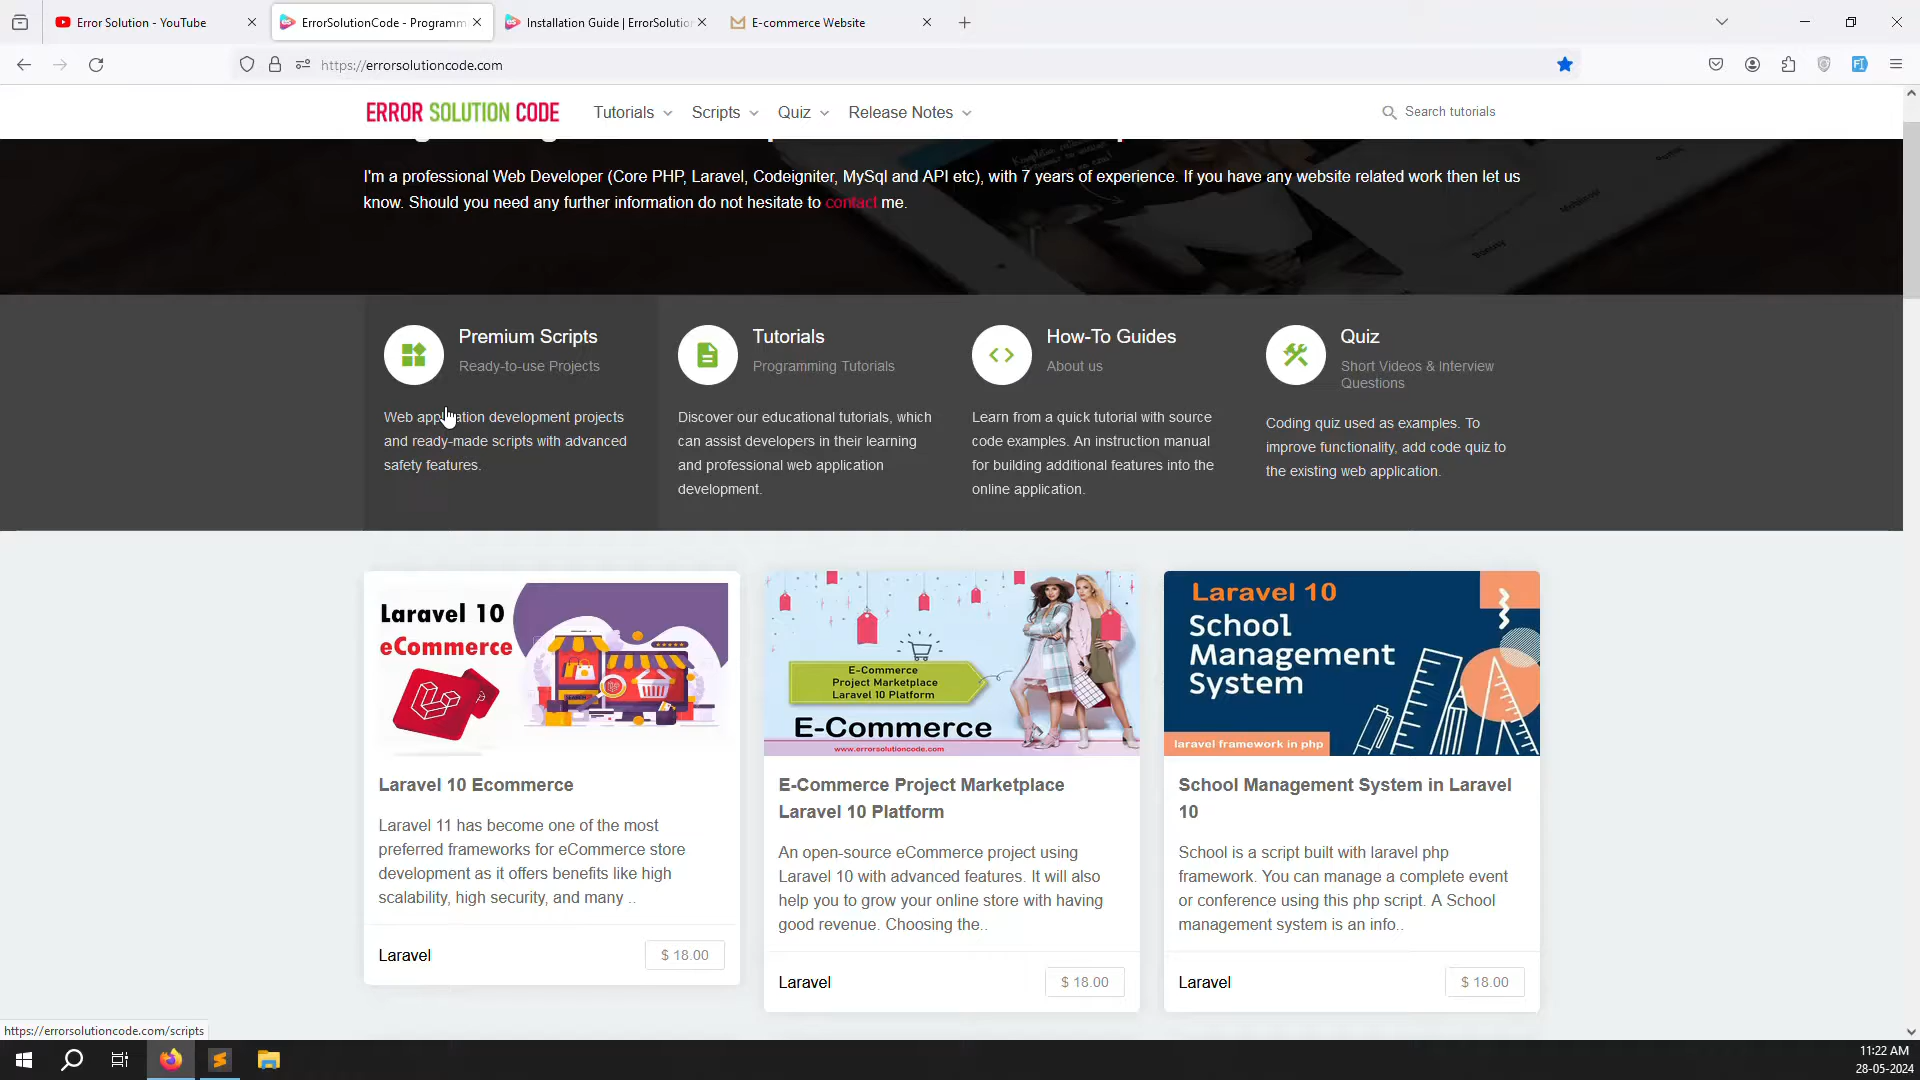 Error Solution - YouTube
ErrorSolutionCode - Programm
Installation Guide | ErrorSolution
E-commerce Website
https://errorsolutioncode.com
ERROR SOLUTION CODE
Tutorials
Scripts
Quiz
Release Notes
Search tutorials
I'm a professional Web Developer (Core PHP, Laravel, Codeigniter, MySql and API etc), with 7 years of experience. If you have any website related work then let us
know. Should you need any further information do not hesitate to contact me.
Premium Scripts
Ready-to-use Projects
Web application development projects
and ready-made scripts with advanced
safety features.
Tutorials
Programming Tutorials
Discover our educational tutorials, which
can assist developers in their learning
and professional web application
development.
How-To Guides
About us
Learn from a quick tutorial with source
code examples. An instruction manual
for building additional features into the
online application.
Quiz
Short Videos & Interview
Questions
Coding quiz used as examples. To
improve functionality, add code quiz to
the existing web application.
Laravel 10
eCommerce
Laravel 10 Ecommerce
Laravel 11 has become one of the most
preferred frameworks for eCommerce store
development as it offers benefits like high
scalability, high security, and many ..
Laravel
$ 18.00
E-Commerce
Project Marketplace
Laravel 10 Platform
E-Commerce
www.errorsolutioncode.com
E-Commerce Project Marketplace
Laravel 10 Platform
An open-source eCommerce project using
Laravel 10 with advanced features. It will also
help you to grow your online store with having
good revenue. Choosing the..
Laravel
$ 18.00
Laravel 10
School
Management
System
laravel framework in php
School Management System in Laravel
10
School is a script built with laravel php
framework. You can manage a complete event
or conference using this php script. A School
management system is an info..
Laravel
$ 18.00
https://errorsolutioncode.com/scripts
11:22 AM
28-05-2024